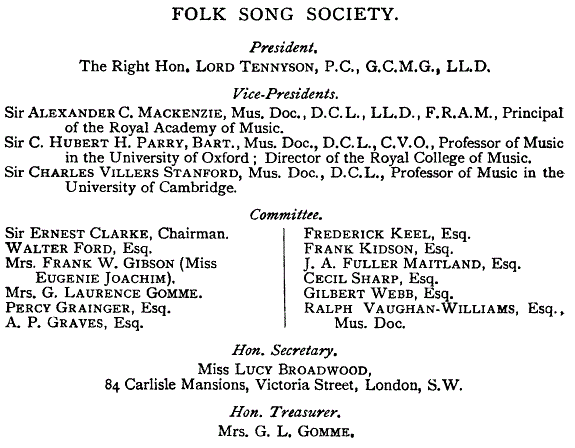 FOLK SONG SOCIETY.
President.
The Right Hon. LORD TENNYSON, P.C., G.C.M.G., LL.D.
Vice-Presidents.
Sir ALEXANDER C. MACKENZIE, Mus. Doc., D.C.L., LL.D., F.R.A.M., Principal
of the Royal Academy of Music.
Sir C. HUBERT H. PARRY, BART., Mus. Doc., D.C.L., C.V.O., Professor of Music
in the University of Oxford; Director of the Royal College of Music.
Sir CHARLES VILLERS STANFORD, Mus. Doc., D.C.L., Professor of Music in the
University of Cambridge.
Committee.
Sir ERNEST CLARKE, Chairman.
WALTER FORD, Esq.
Mrs. FRANK W. GIBSON (Miss
EUGENIE JOACHIM).
Mrs. G. LAURENCE GOMME.
PERCY GRAINGER, Esq.
A. P. GRAVES, Esq.
FREDERICK KEEL, Esq.
FRANK KIDSON, Esq.
J. A. FULLER MAITLAND, Esq.
CECIL SHARP, Esq.
GILBERT WEBB, Esq.
RALPH VAUGHAN-WILLIAMS, Esq.,
Mus. Doc.
Hon. Secretary.
Miss LUCY BROADWOOD,
84 Carlisle Mansions, Victoria Street, London, S.W.
Hon. Treasurer.
Mrs. G. L. GOMME.